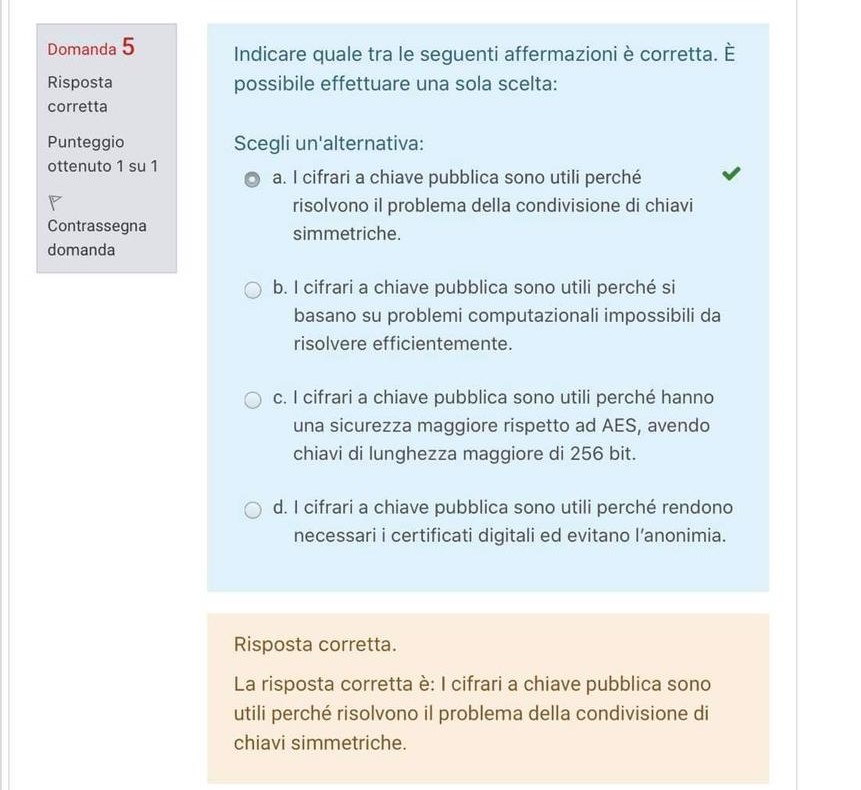 Domanda 5
Risposta
corretta
Punteggio
ottenuto 1 su 1
Contrassegna
domanda
Indicare quale tra le seguenti affermazioni è corretta. È
possibile effettuare una sola scelta:
Scegli un'alternativa:
a. I cifrari a chiave pubblica sono utili perché
risolvono il problema della condivisione di chiavi
simmetriche.
b. I cifrari a chiave pubblica sono utili perché si
basano su problemi computazionali impossibili da
risolvere efficientemente.
c. I cifrari a chiave pubblica sono utili perché hanno
una sicurezza maggiore rispetto ad AES, avendo
chiavi di lunghezza maggiore di 256 bit.
d. I cifrari a chiave pubblica sono utili perché rendono
necessari i certificati digitali ed evitano l’anonimia.
Risposta corretta.
La risposta corretta è: I cifrari a chiave pubblica sono
utili perché risolvono il problema della condivisione di
chiavi simmetriche.